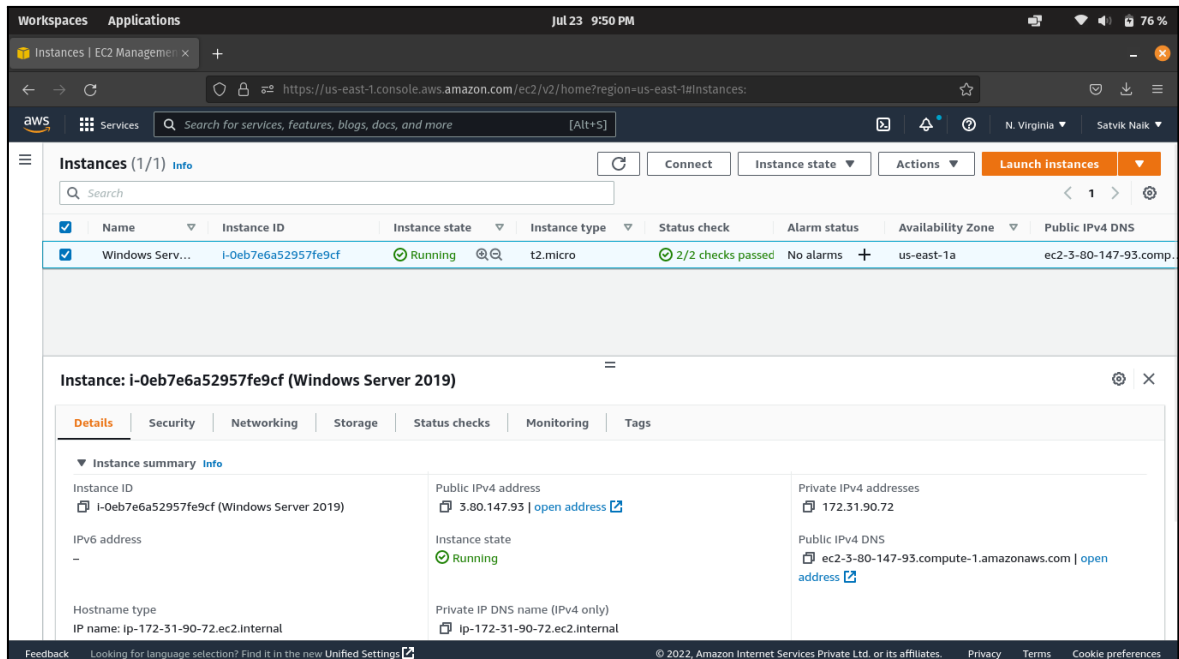 Workspaces Applications Jul 23 9:50 PM 76 %
Instances | EC2 Managemen × +
https://us-east-1.console.aws.amazon.com/ec2/v2/home?region=us-east-1#Instances:
aws Services Search for services, features, blogs, docs, and more [Alt+S] N. Virginia ▼ Satvik Naik ▼
Instances (1/1) Info Connect Instance state ▼ Actions ▼ Launch instances ▼
Search < 1 >
Name Instance ID Instance state Instance type Status check Alarm status Availability Zone Public IPv4 DNS
Windows Serv... i-0eb7e6a52957fe9cf Running t2.micro 2/2 checks passed No alarms + us-east-1a ec2-3-80-147-93.comp...
Instance: i-0eb7e6a52957fe9cf (Windows Server 2019)
Details Security Networking Storage Status checks Monitoring Tags
▼ Instance summary Info
Instance ID Public IPv4 address Private IPv4 addresses
i-0eb7e6a52957fe9cf (Windows Server 2019) 3.80.147.93 | open address 172.31.90.72
IPv6 address Instance state Public IPv4 DNS
– Running ec2-3-80-147-93.compute-1.amazonaws.com | open
address
Hostname type Private IP DNS name (IPv4 only)
IP name: ip-172-31-90-72.ec2.internal ip-172-31-90-72.ec2.internal
Feedback Looking for language selection? Find it in the new Unified Settings © 2022, Amazon Internet Services Private Ltd. or its affiliates. Privacy Terms Cookie preferences